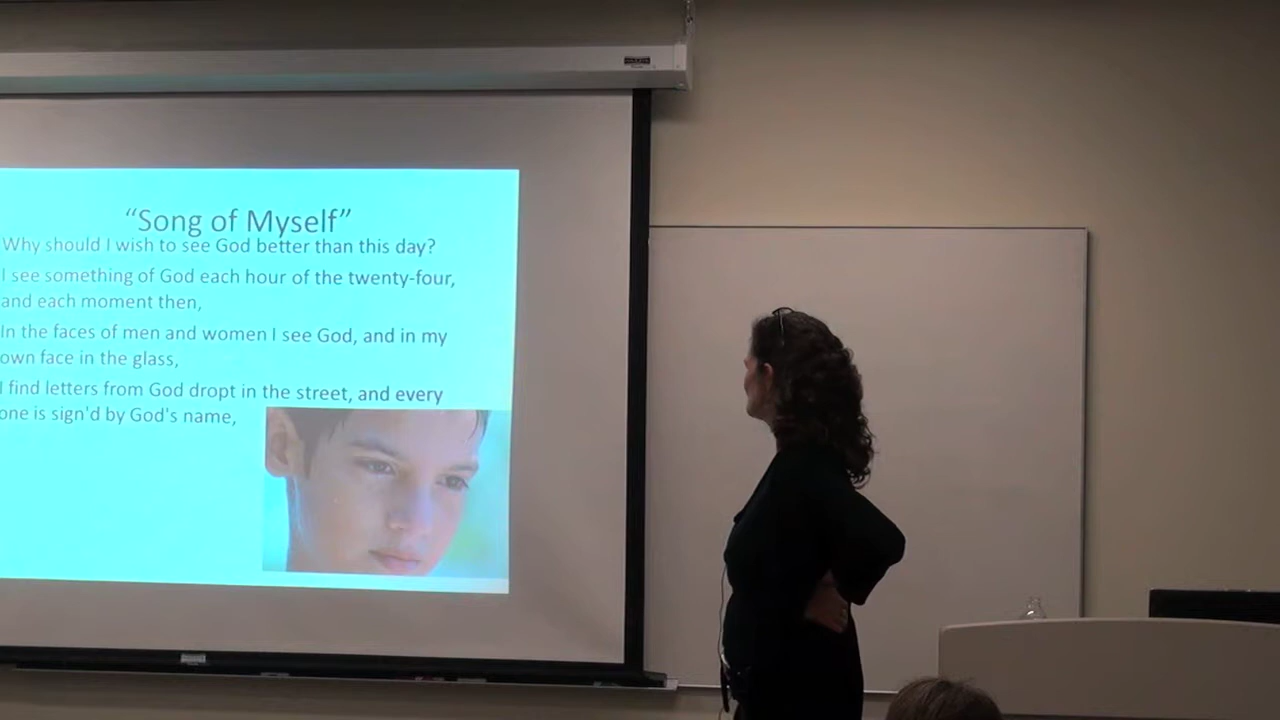 “Song of Myself”
Why should I wish to see God better than this day?
I see something of God each hour of the twenty-four,
and each moment then,
In the faces of men and women I see God, and in my
own face in the glass,
I find letters from God dropt in the street, and every
one is sign'd by God's name,